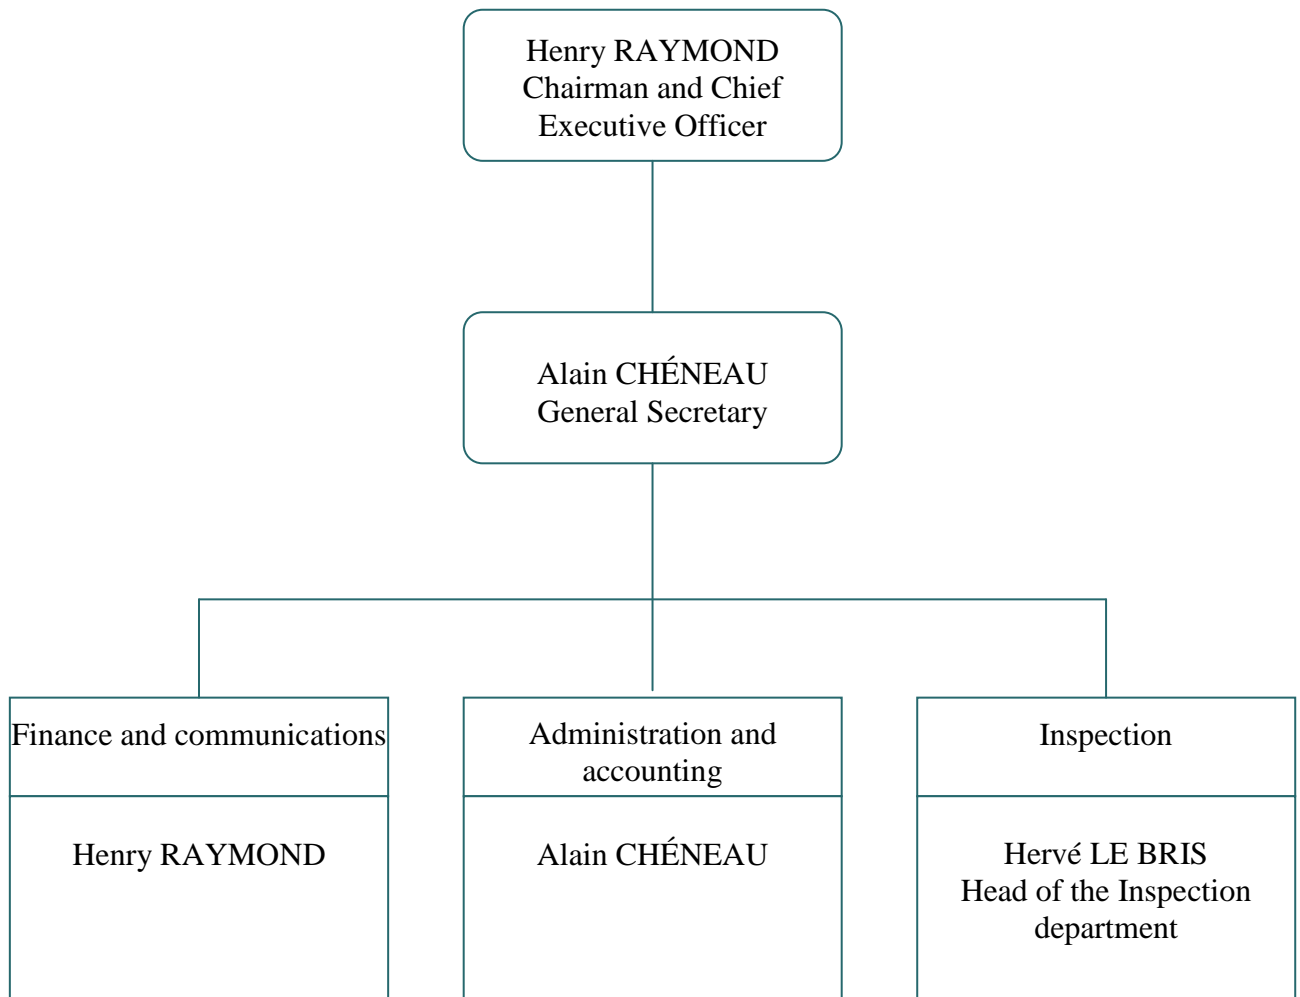 Henry RAYMOND
Chairman and Chief
Executive Officer
Alain CHÉNEAU
General Secretary
Finance and communications
Administration and
accounting
Inspection
Henry RAYMOND
Alain CHÉNEAU
Hervé LE BRIS
Head of the Inspection
department